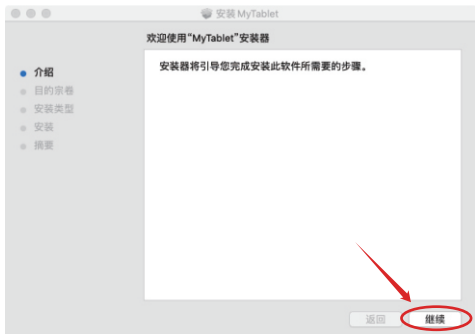 安装 MyTablet
欢迎使用“MyTablet”安装器
介绍
目的宗卷
安装类型
安装
摘要
安装器将引导您完成安装此软件所需要的步骤。
返回
继续